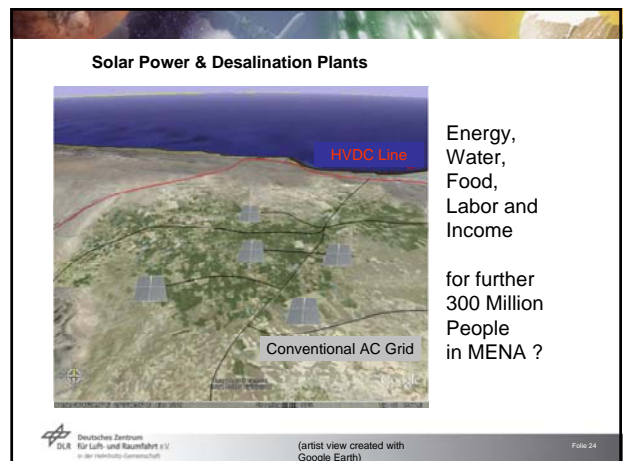 Solar Power & Desalination Plants
HVDC Line
Conventional AC Grid
Energy,
Water,
Food,
Labor and
Income
for further
300 Million
People
in MENA ?
DLR
Deutsches Zentrum
für Luft- und Raumfahrt e.V.
in der Helmholtz-Gemeinschaft
(artist view created with
Google Earth)
Folie 24